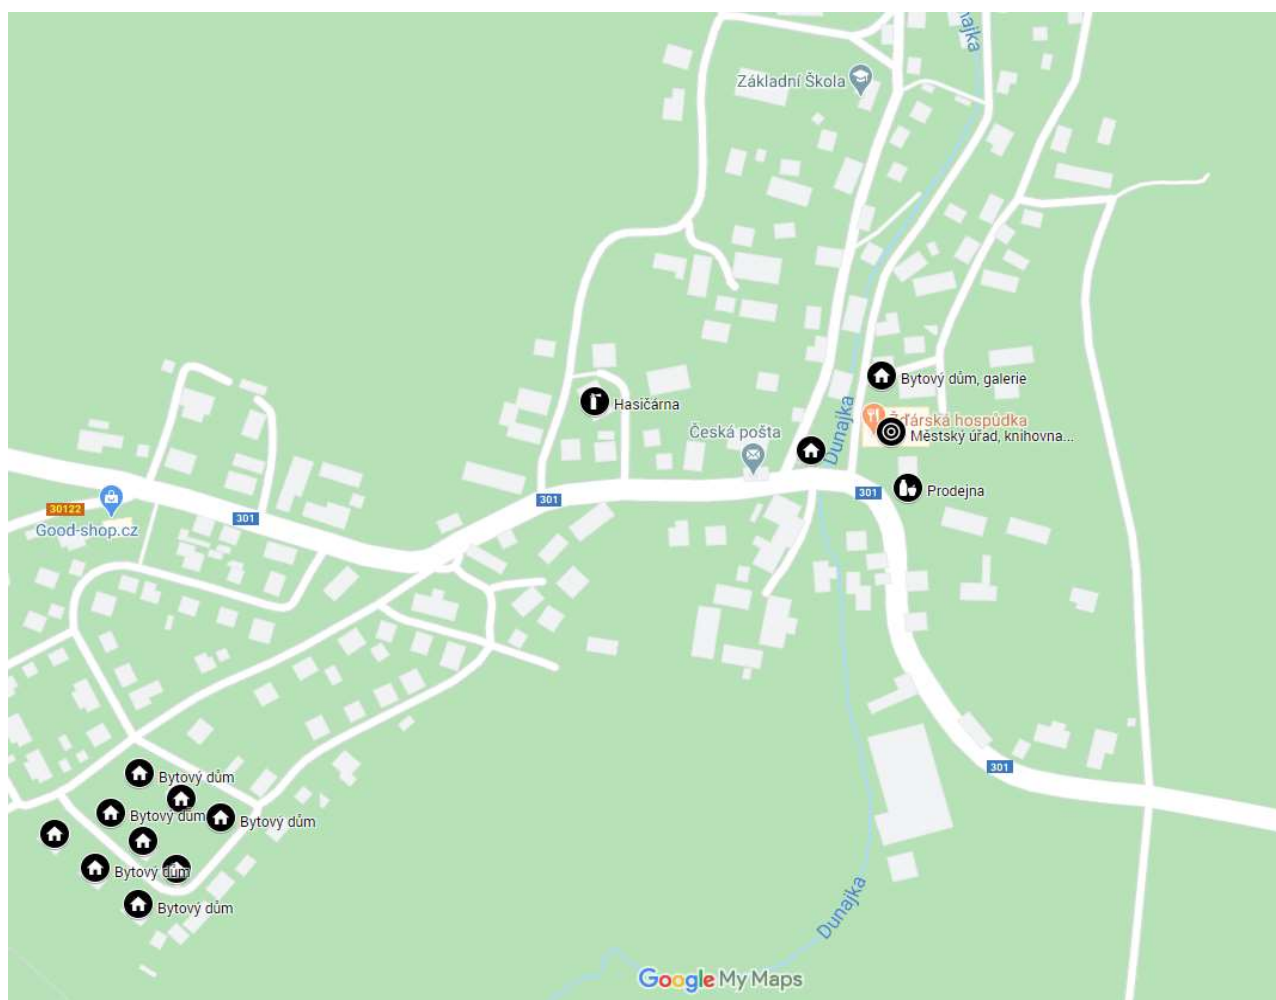 najka
Základní Škola
Bytový dům, galerie
Hasičárna
Žďárská hospůdka
Česká pošta
Městský úřad, knihovna...
Dunajka
Prodejna
301
301
30122
301
Good-shop.cz
301
Bytový dům
Bytový dům
Bytový dům
Bytový dům
Bytový dům
Dunajka
Google My Maps